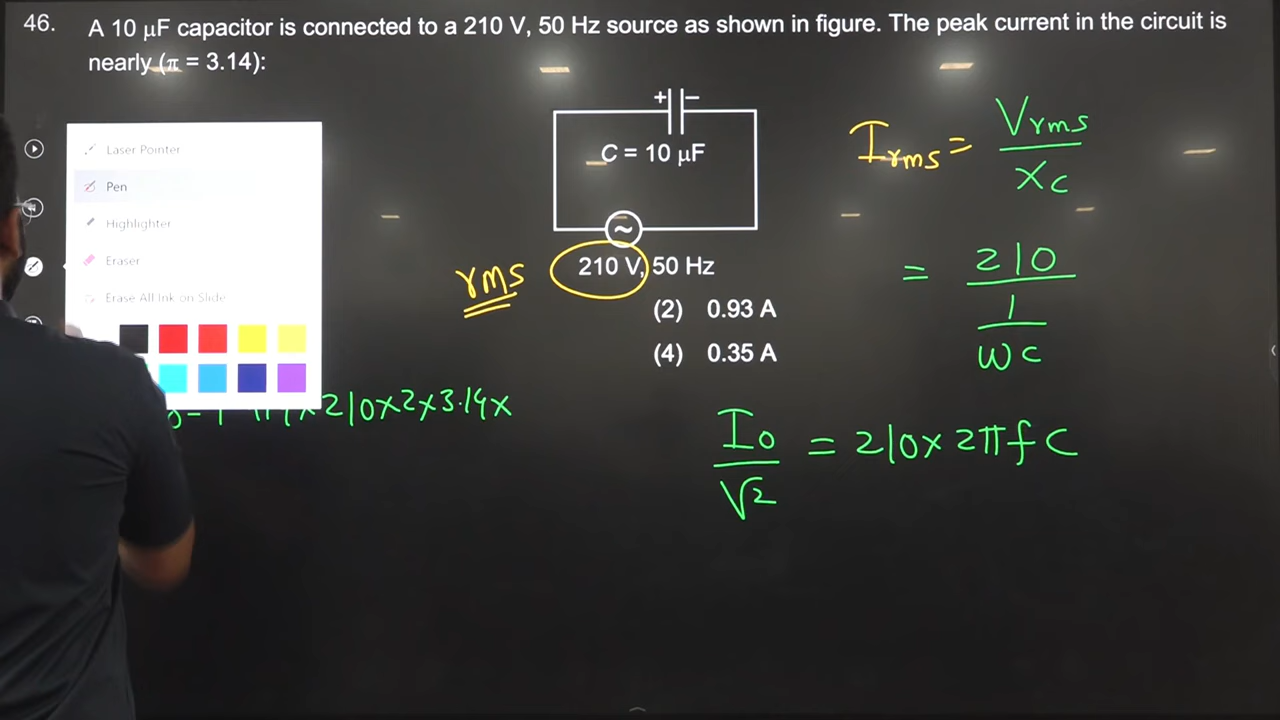 46. A 10 μF capacitor is connected to a 210 V, 50 Hz source as shown in figure. The peak current in the circuit is
nearly (π = 3.14):
Laser Pointer
Pen
Highlighter
Eraser
Erase All Ink on Slide
+ −
C = 10 μF
~
210 V, 50 Hz
rms
(2) 0.93 A
(4) 0.35 A
Irms = Vrms
Xc
= 210
1
ωc
×210×2×3.14×
I0
√2
= 210×2πfC